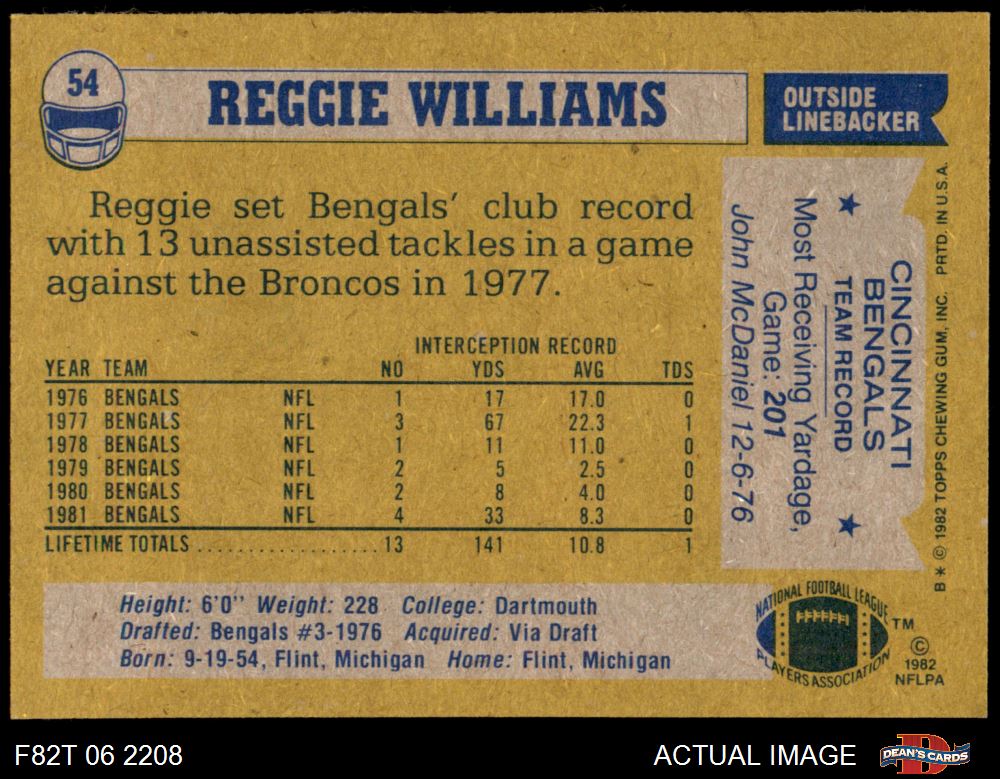 54
REGGIE WILLIAMS
OUTSIDE
LINEBACKER
Reggie set Bengals' club record
with 13 unassisted tackles in a game
against the Broncos in 1977.
INTERCEPTION RECORD
YEAR TEAM NO YDS AVG TDS
1976 BENGALS NFL 1 17 17.0 0
1977 BENGALS NFL 3 67 22.3 1
1978 BENGALS NFL 1 11 11.0 0
1979 BENGALS NFL 2 5 2.5 0
1980 BENGALS NFL 2 8 4.0 0
1981 BENGALS NFL 4 33 8.3 0
LIFETIME TOTALS ................. 13 141 10.8 1
CINCINNATI
BENGALS
★ TEAM RECORD ★
Most Receiving Yardage,
Game: 201
John McDaniel 12-6-76
B * © 1982 TOPPS CHEWING GUM, INC. PRTD. IN U.S.A.
Height: 6'0" Weight: 228 College: Dartmouth
Drafted: Bengals #3-1976 Acquired: Via Draft
Born: 9-19-54, Flint, Michigan Home: Flint, Michigan
NATIONAL FOOTBALL LEAGUE
PLAYERS ASSOCIATION
TM
©
1982
NFLPA
F82T 06 2208
ACTUAL IMAGE
DEAN'S CARDS